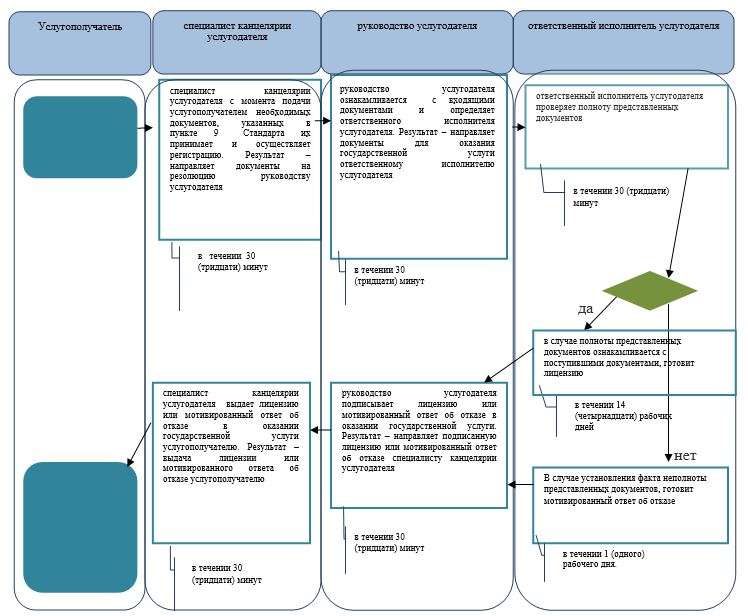 Услугополучатель
специалист канцелярии
услугодателя
руководство услугодателя
ответственный исполнитель услугодателя
специалист канцелярии
услугодателя с момента подачи
услугополучателем необходимых
документов, указанных в
пункте 9 Стандарта их
принимает и осуществляет
регистрацию. Результат –
направляет документы на
резолюцию руководству
услугодателя
руководство услугодателя
ознакамливается с входящими
документами и определяет
ответственного исполнителя
услугодателя. Результат – направляет
документы для оказания
государственной услуги
ответственному исполнителю
услугодателя
ответственный исполнитель услугодателя
проверяет полноту представленных
документов
в течении 30 (тридцати)
минут
в течении 30
(тридцати) минут
в течении 30
(тридцати) минут
да
в случае полноты представленных
документов ознакамливается с
поступившими документами, готовит
лицензию
в течении 14
(четырнадцати) рабочих
дней
специалист канцелярии
услугодателя выдает лицензию
или мотивированный ответ об
отказе в оказании
государственной услуги
услугополучателю. Результат –
выдача лицензии или
мотивированного ответа об
отказе услугополучателю
руководство услугодателя
подписывает лицензию или
мотивированный ответ об отказе в
оказании государственной услуги.
Результат – направляет подписанную
лицензию или мотивированный ответ
об отказе специалисту канцелярии
услугодателя
нет
В случае установления факта неполноты
представленных документов, готовит
мотивированный ответ об отказе
в течении 30
(тридцати) минут
в течении 30
(тридцати) минут
в течении 1 (одного)
рабочего дня.